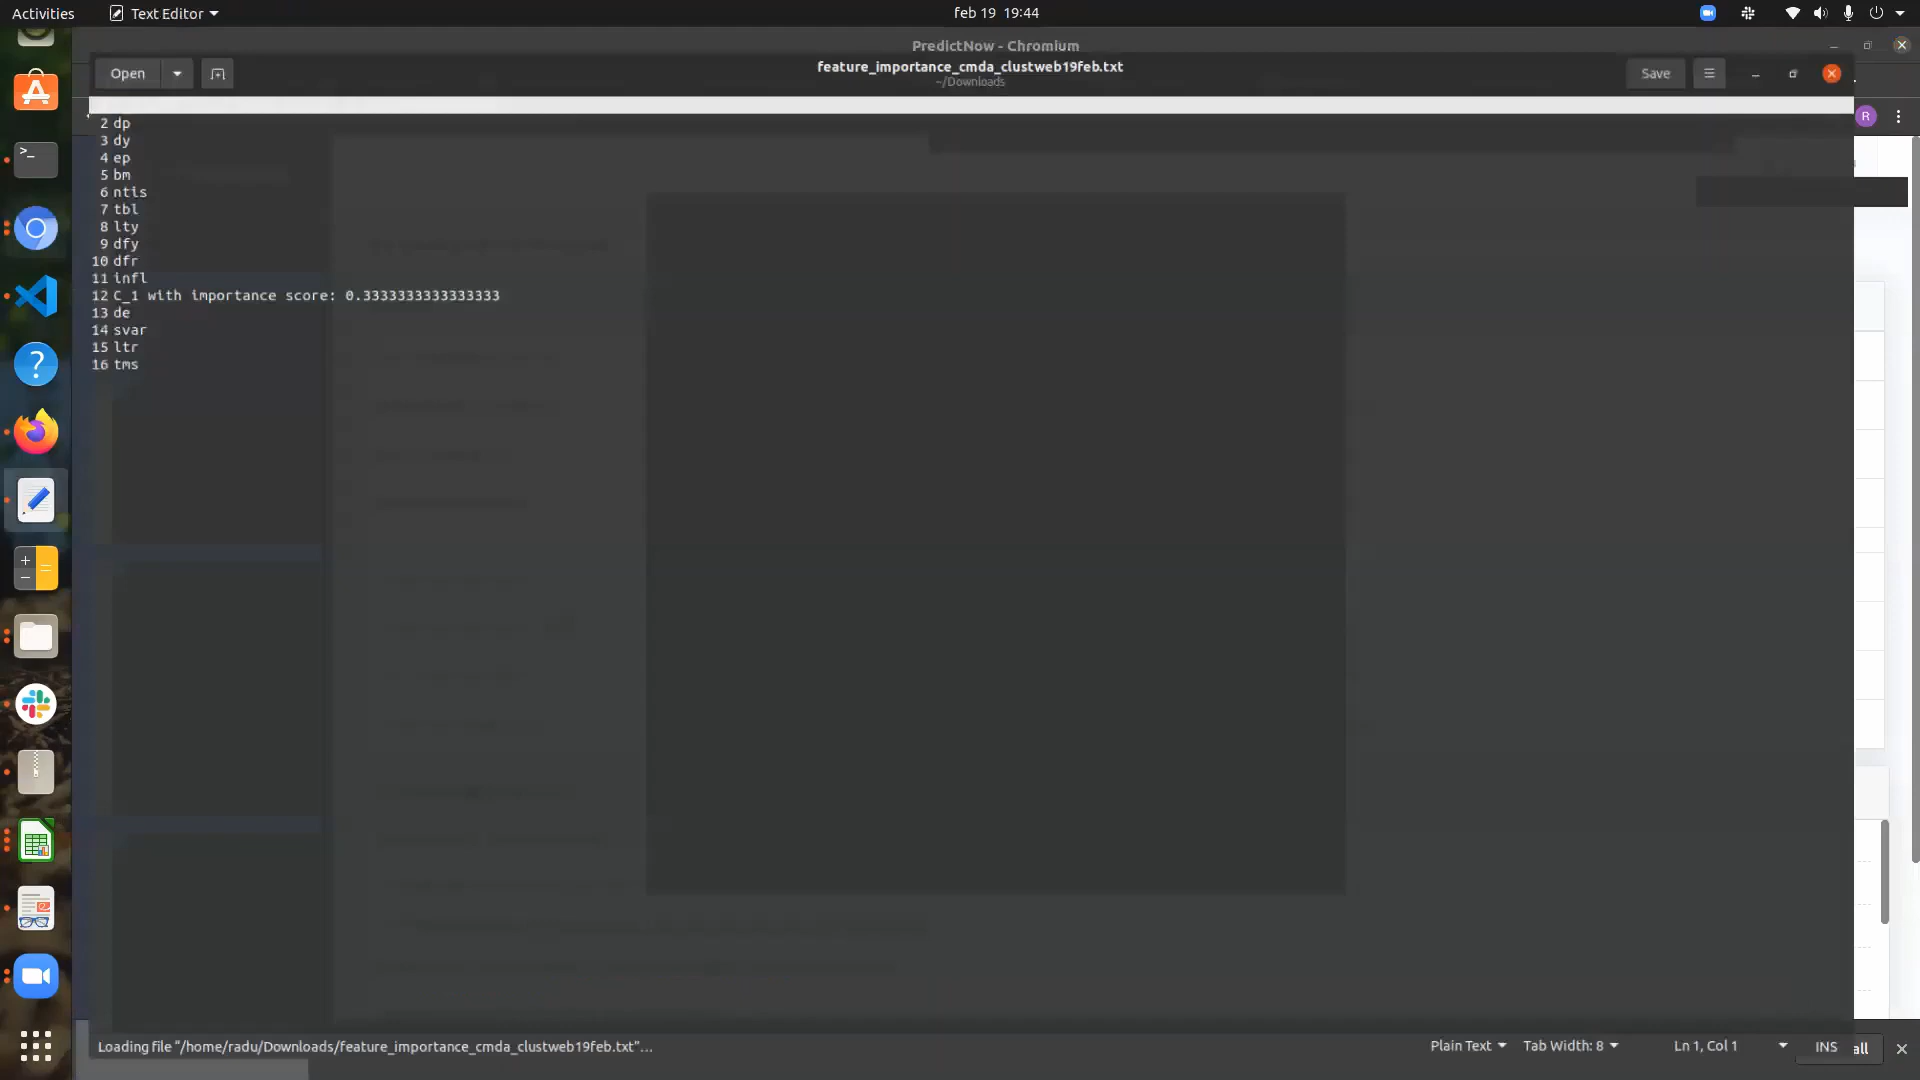 Activities
Text Editor
feb 19 19:44
PredictNow - Chromium
Open
feature_importance_cmda_clustweb19feb.txt
~/Downloads
Save
R
2 dp
3 dy
4 ep
5 bm
6 ntis
7 tbl
8 lty
9 dfy
10 dfr
11 infl
12 C_1 with importance score: 0.3333333333333333
13 de
14 svar
15 ltr
16 tms
Loading file "/home/radu/Downloads/feature_importance_cmda_clustweb19feb.txt"...
Plain Text
Tab Width: 8
Ln 1, Col 1
INS
all